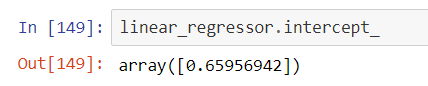 In [149]: linear_regressor.intercept_
Out[149]: array([0.65956942])